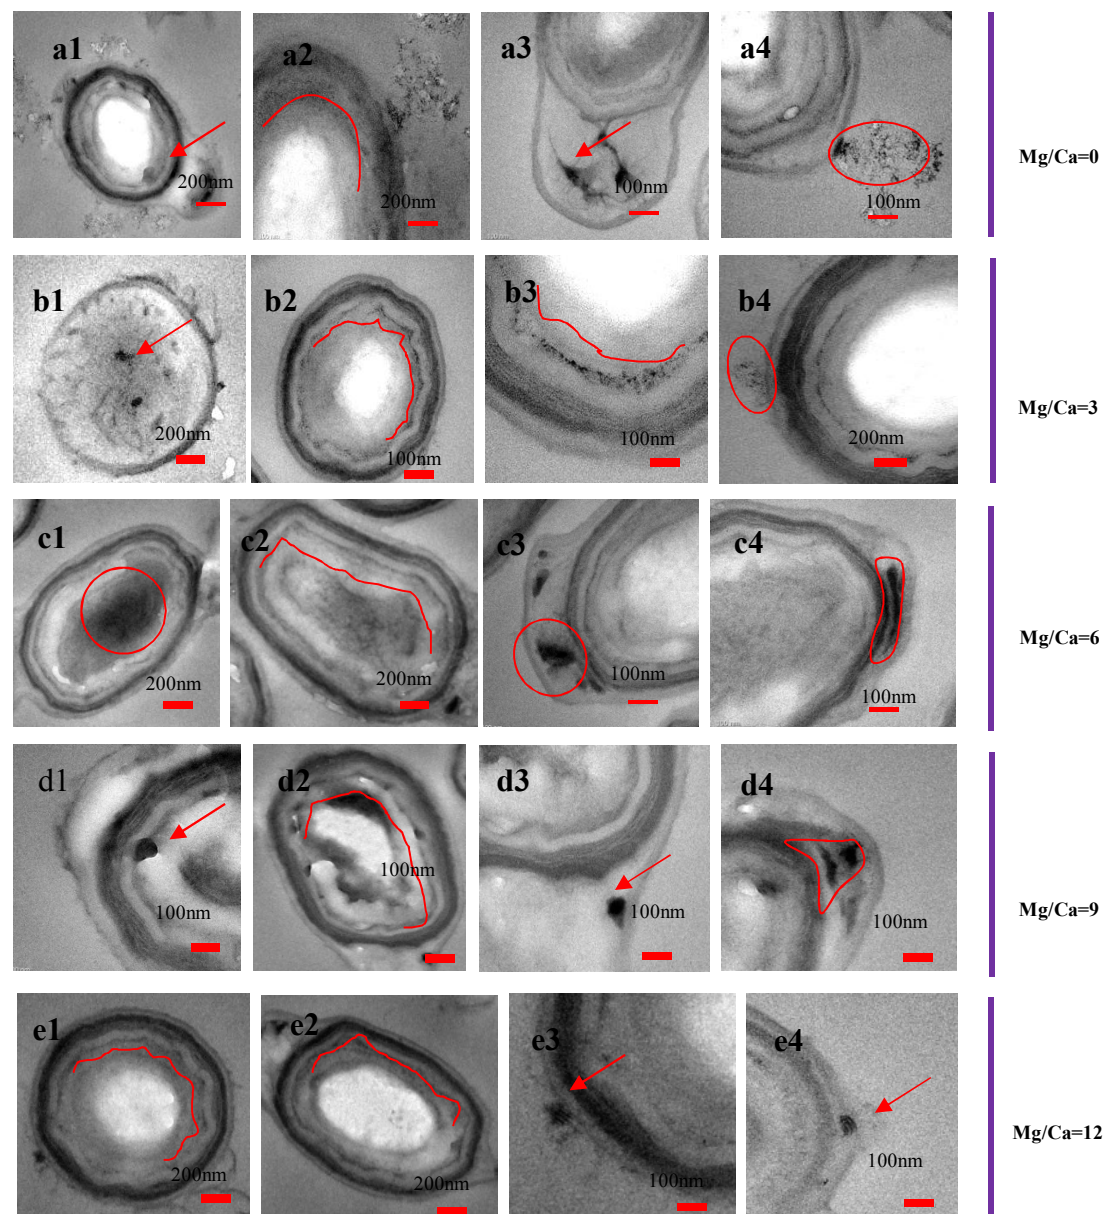 a1 a2 a3 a4
200nm 200nm 100nm 100nm
Mg/Ca=0
b1 b2 b3 b4
200nm 100nm 100nm 200nm
Mg/Ca=3
c1 c2 c3 c4
200nm 200nm 100nm 100nm
Mg/Ca=6
d1 d2 d3 d4
100nm 100nm 100nm 100nm
Mg/Ca=9
e1 e2 e3 e4
200nm 200nm 100nm 100nm
Mg/Ca=12